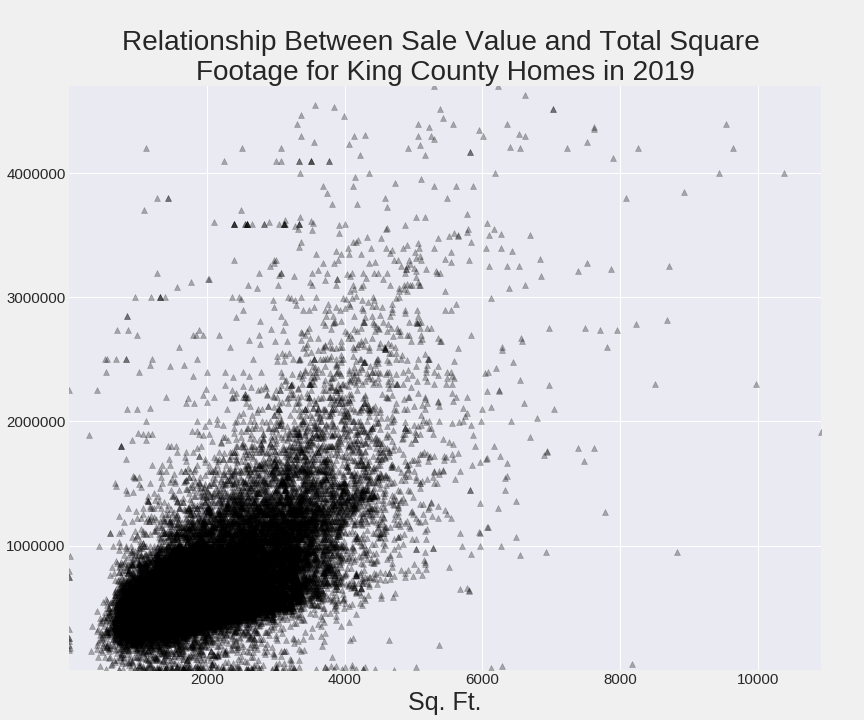 Relationship Between Sale Value and Total Square
Footage for King County Homes in 2019
4000000
3000000
2000000
1000000
2000 4000 6000 8000 10000
Sq. Ft.